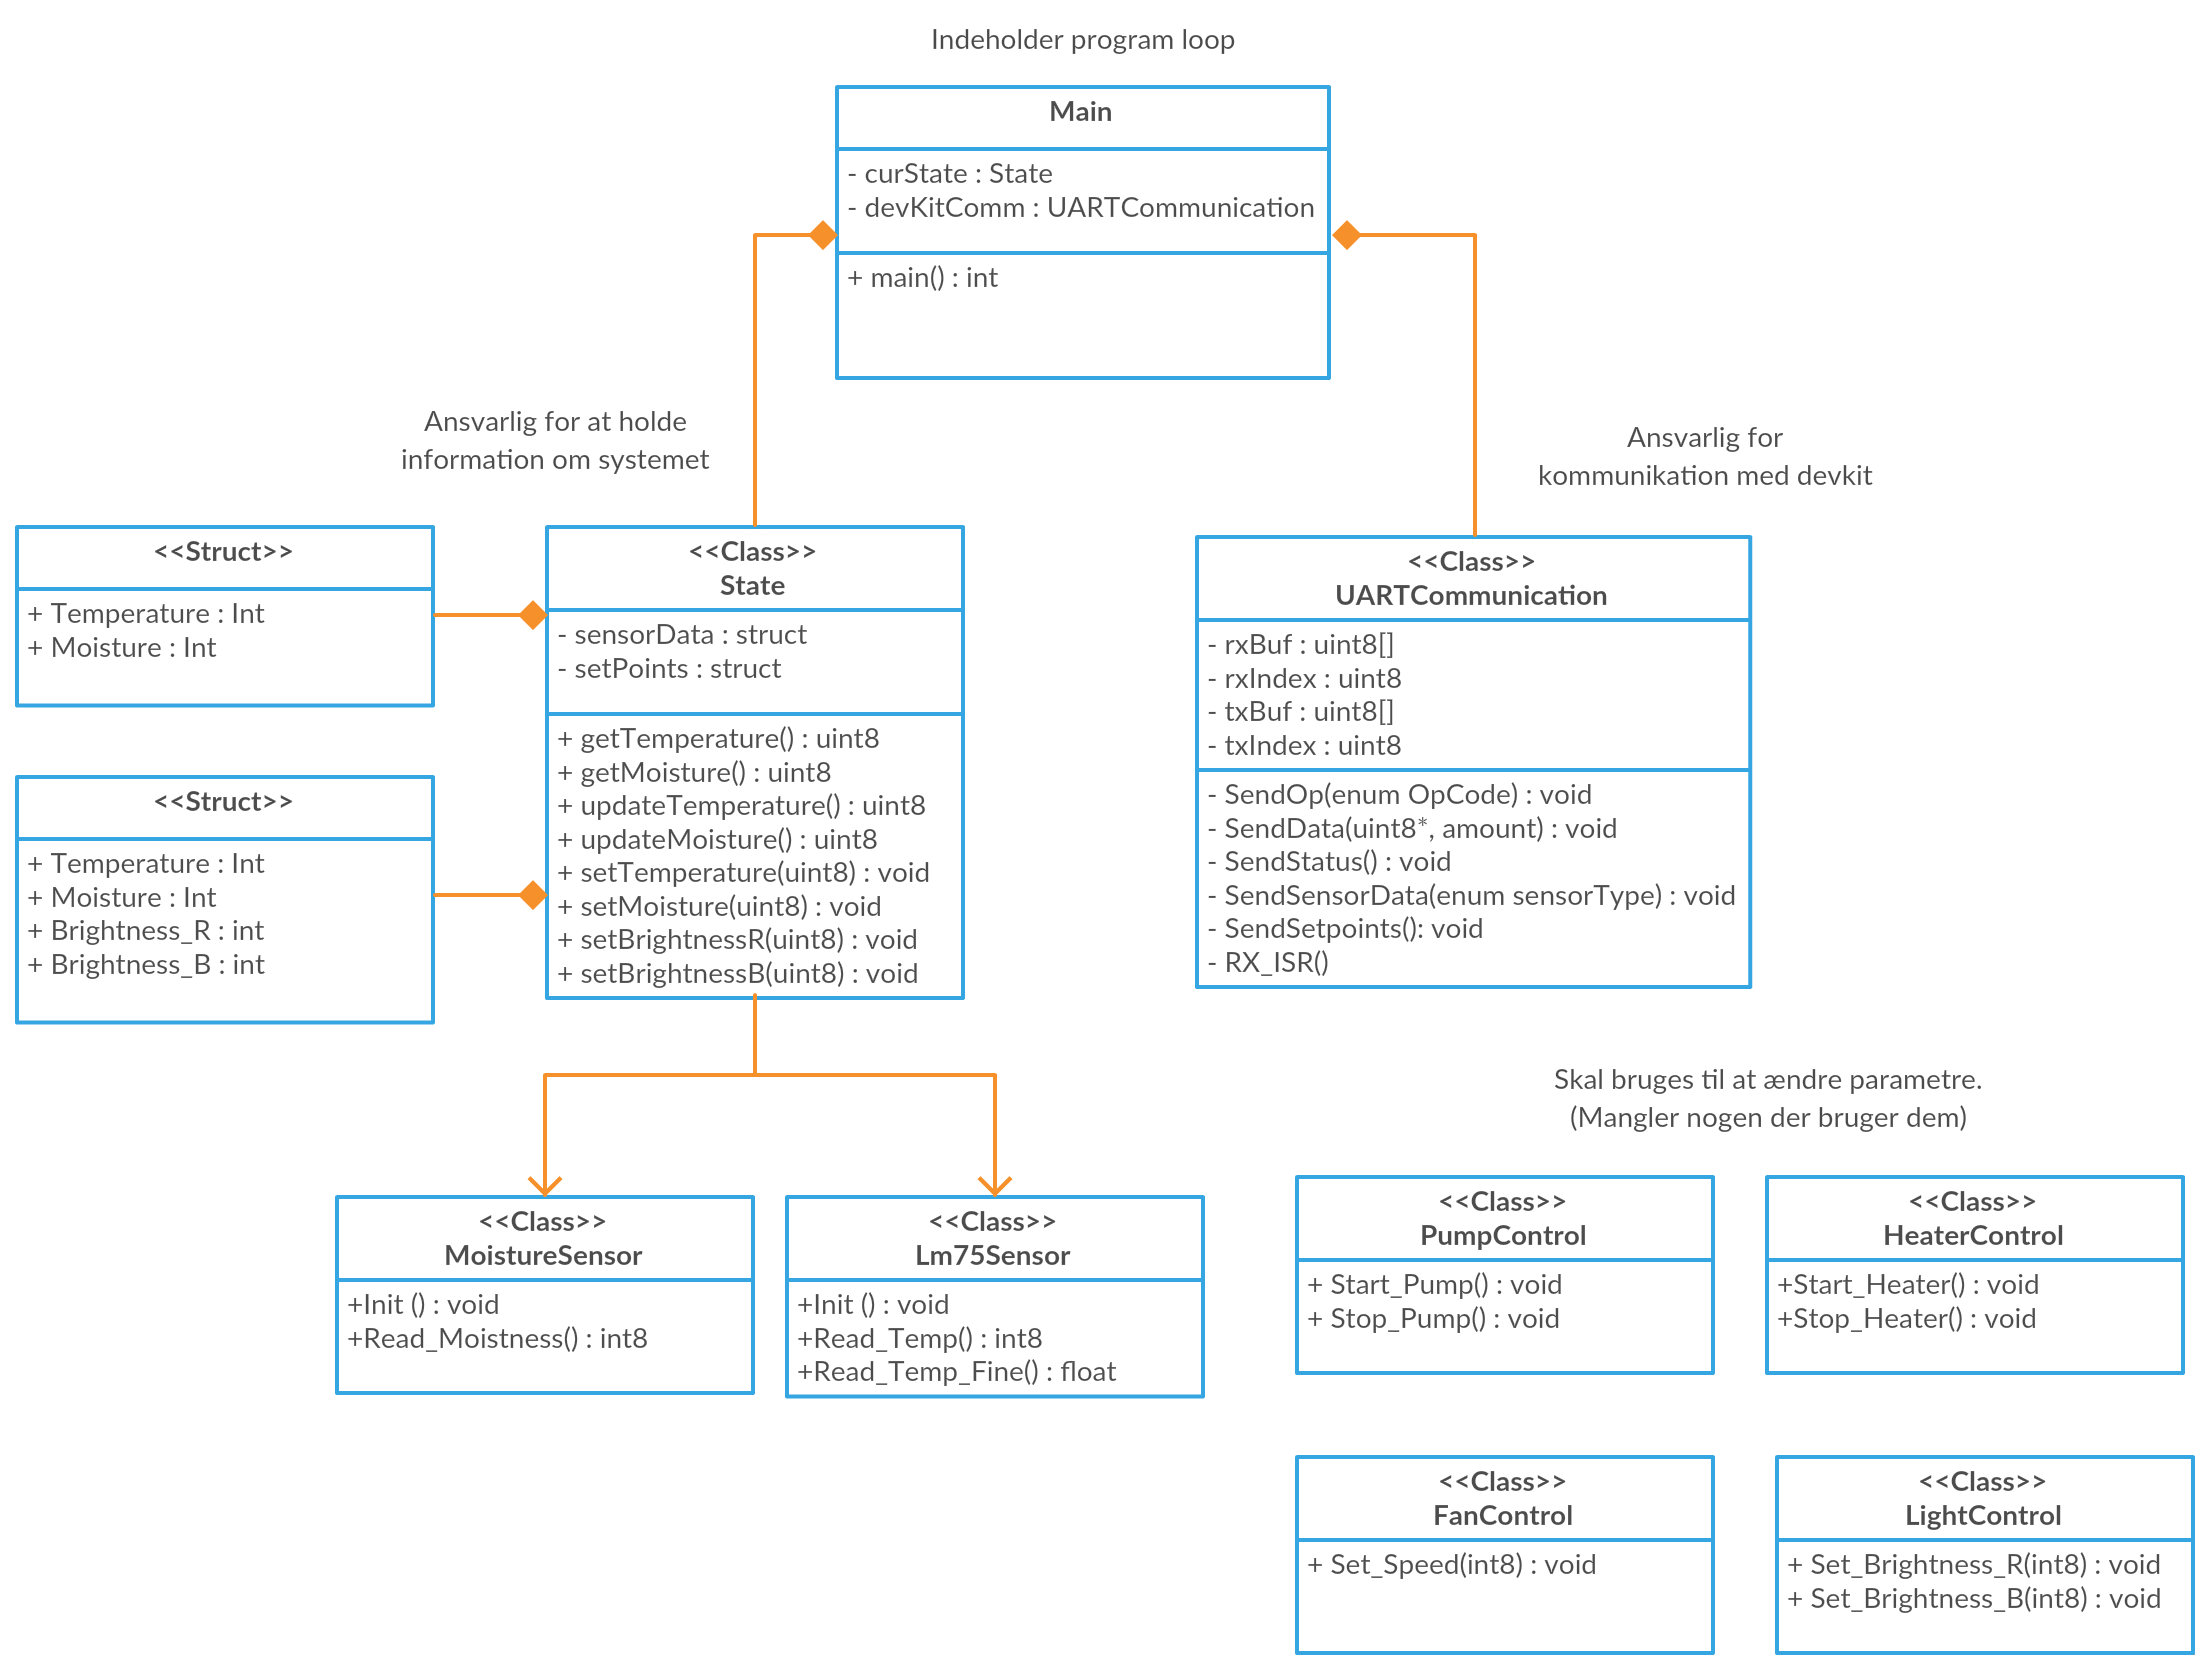 Indeholder program loop
Main
- curState : State
- devKitComm : UARTCommunication
+ main() : int
Ansvarlig for at holde
information om systemet
Ansvarlig for
kommunikation med devkit
<<Struct>>
+ Temperature : Int
+ Moisture : Int
<<Struct>>
+ Temperature : Int
+ Moisture : Int
+ Brightness_R : int
+ Brightness_B : int
<<Class>>
State
- sensorData : struct
- setPoints : struct
+ getTemperature() : uint8
+ getMoisture() : uint8
+ updateTemperature() : uint8
+ updateMoisture() : uint8
+ setTemperature(uint8) : void
+ setMoisture(uint8) : void
+ setBrightnessR(uint8) : void
+ setBrightnessB(uint8) : void
<<Class>>
UARTCommunication
- rxBuf : uint8[]
- rxIndex : uint8
- txBuf : uint8[]
- txIndex : uint8
- SendOp(enum OpCode) : void
- SendData(uint8*, amount) : void
- SendStatus() : void
- SendSensorData(enum sensorType) : void
- SendSetpoints(): void
- RX_ISR()
Skal bruges til at ændre parametre.
(Mangler nogen der bruger dem)
<<Class>>
MoistureSensor
+Init () : void
+Read_Moistness() : int8
<<Class>>
Lm75Sensor
+Init () : void
+Read_Temp() : int8
+Read_Temp_Fine() : float
<<Class>>
PumpControl
+ Start_Pump() : void
+ Stop_Pump() : void
<<Class>>
HeaterControl
+Start_Heater() : void
+Stop_Heater() : void
<<Class>>
FanControl
+ Set_Speed(int8) : void
<<Class>>
LightControl
+ Set_Brightness_R(int8) : void
+ Set_Brightness_B(int8) : void